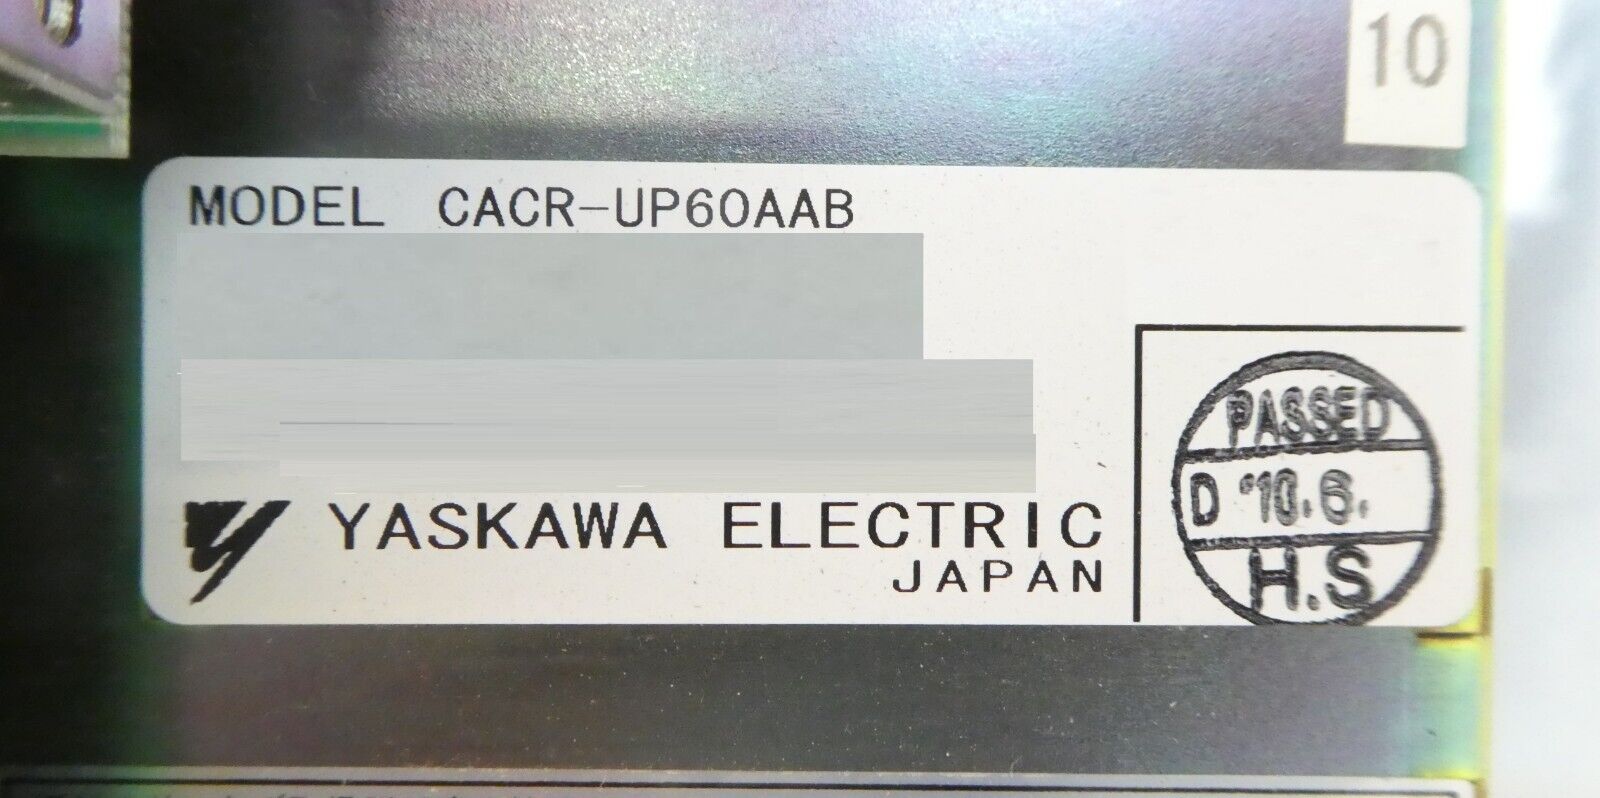 10
MODEL CACR-UP60AAB
PASSED
D '10.6.
H.S
YASKAWA ELECTRIC
JAPAN